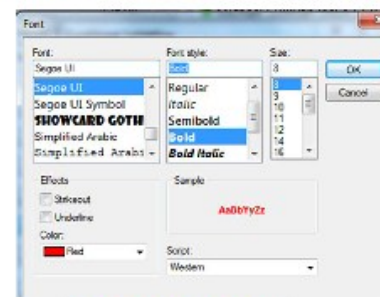 Font
Font:
Font style:
Size:
Segoe UI
Bold
8
OK
Cancel
Segoe UI
Segoe UI Symbol
SHOWCARD GOTH
Simplified Arabic
Simplified Arabi
Regular
Italic
Semibold
Bold
Bold Italic
8
9
10
11
12
14
16
Effects
Strikeout
Underline
Color:
Red
Sample
AaBbYyZz
Script:
Western